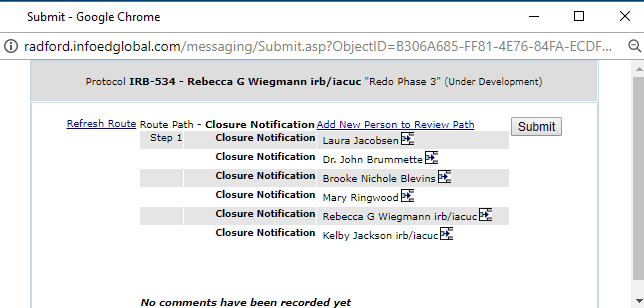 Submit - Google Chrome
radford.infoedglobal.com/messaging/Submit.asp?ObjectID=B306A685-FF81-4E76-84FA-ECDF...
Protocol IRB-534 - Rebecca G Wiegmann irb/iacuc "Redo Phase 3" (Under Development)
Refresh Route Route Path - Closure Notification Add New Person to Review Path Submit
Step 1 Closure Notification Laura Jacobsen
Closure Notification Dr. John Brummette
Closure Notification Brooke Nichole Blevins
Closure Notification Mary Ringwood
Closure Notification Rebecca G Wiegmann irb/iacuc
Closure Notification Kelby Jackson irb/iacuc
No comments have been recorded yet